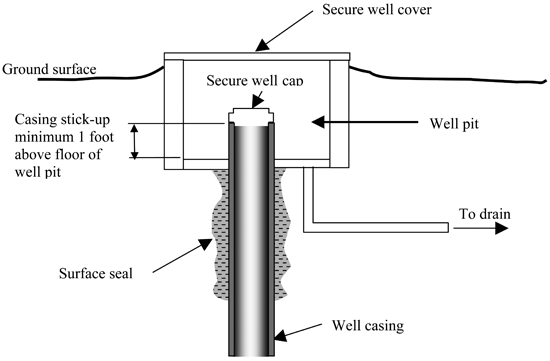 Secure well cover
Ground surface
Secure well cap
Casing stick-up
minimum 1 foot
above floor of
well pit
Well pit
To drain
Surface seal
Well casing